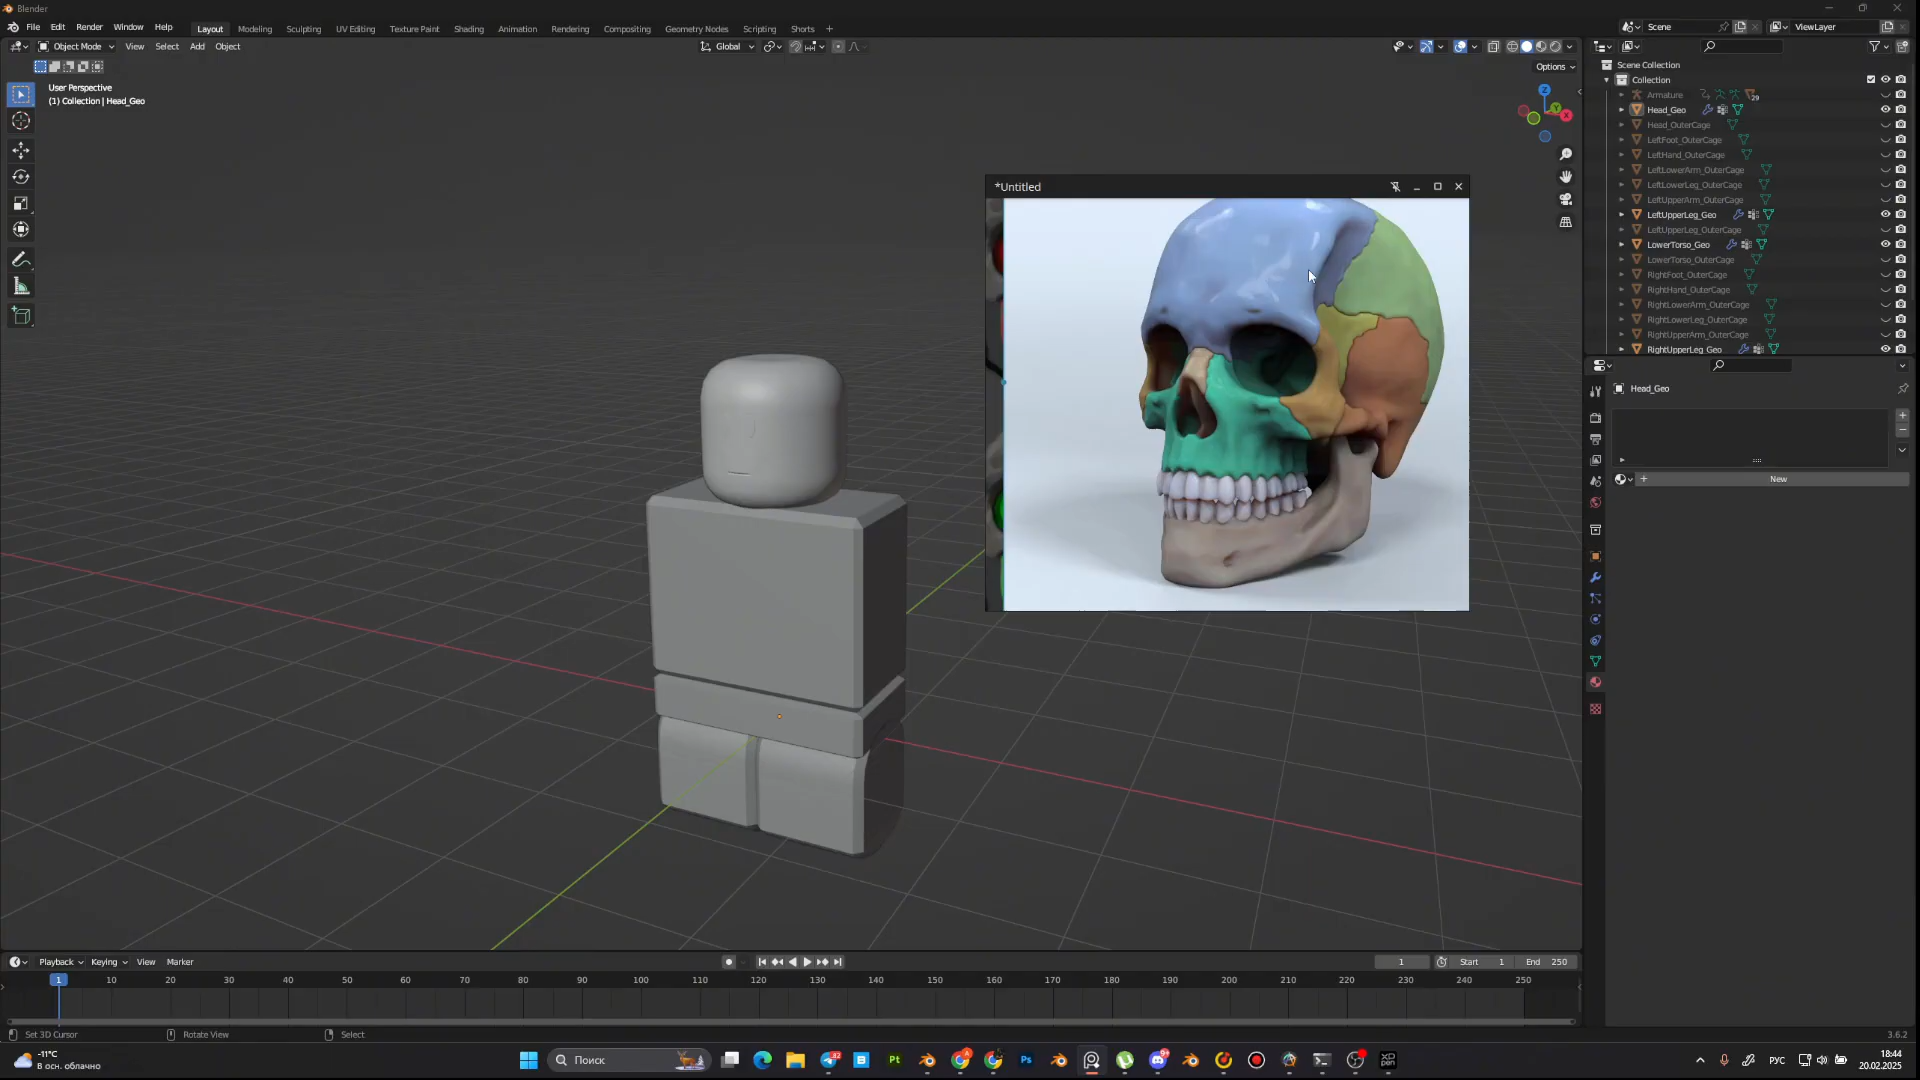 Blender
File Edit Render Window Help
Layout Modeling Sculpting UV Editing Texture Paint Shading Animation Rendering Compositing Geometry Nodes Scripting Shorts +
Scene
ViewLayer
Object Mode View Select Add Object
Global
Options
User Perspective
(1) Collection | Head_Geo
Z
Y
X
*Untitled
Scene Collection
Collection
Armature
29
Head_Geo
Head_OuterCage
LeftFoot_OuterCage
LeftHand_OuterCage
LeftLowerArm_OuterCage
LeftLowerLeg_OuterCage
LeftUpperArm_OuterCage
LeftUpperLeg_Geo
LeftUpperLeg_OuterCage
LowerTorso_Geo
LowerTorso_OuterCage
RightFoot_OuterCage
RightHand_OuterCage
RightLowerArm_OuterCage
RightLowerLeg_OuterCage
RightUpperArm_OuterCage
RightUpperLeg_Geo
Head_Geo
New
Playback Keying View Marker
1 Start 1 End 250
1 10 20 30 40 50 60 70 80 90 100 110 120 130 140 150 160 170 180 190 200 210 220 230 240 250
Set 3D Cursor Rotate View Select
3.6.2
-11°C
В осн. облачно
Поиск
РУС
18:44
20.02.2025